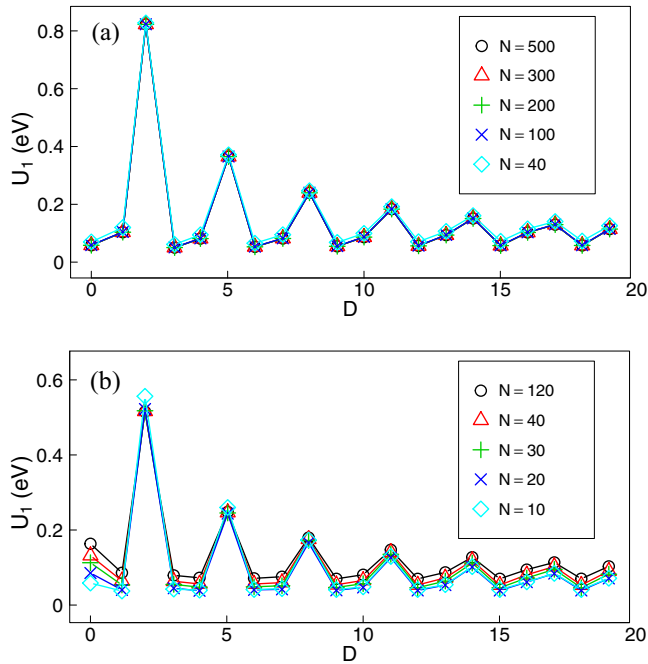 (a)
U₁ (eV)
0.8
0.6
0.4
0.2
0
N = 500
N = 300
N = 200
N = 100
N = 40
0 5 10 15 20
D
(b)
U₁ (eV)
0.6
0.4
0.2
0
N = 120
N = 40
N = 30
N = 20
N = 10
0 5 10 15 20
D